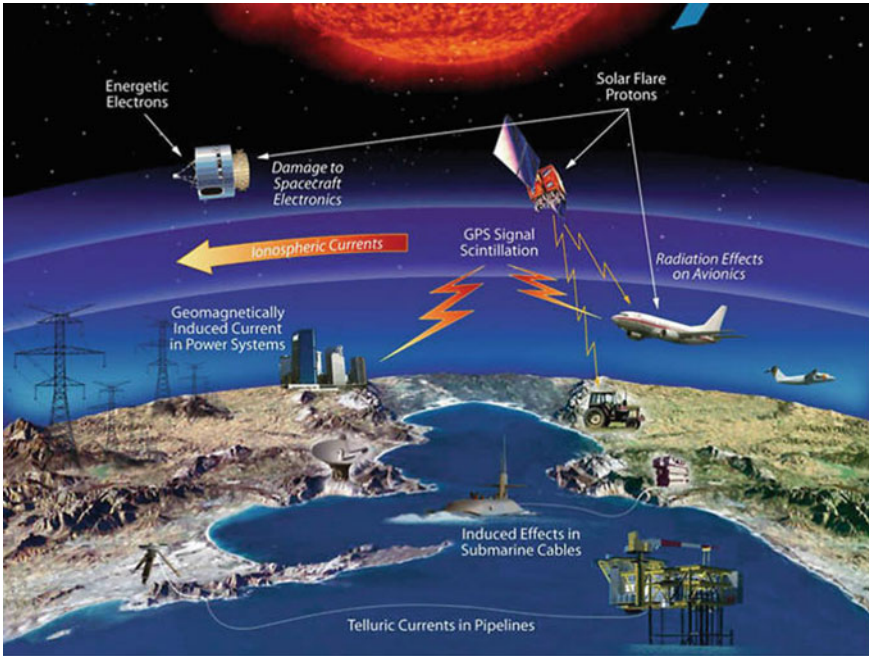 Energetic
Electrons
Solar Flare
Protons
Damage to
Spacecraft
Electronics
Ionospheric Currents
GPS Signal
Scintillation
Radiation Effects
on Avionics
Geomagnetically
Induced Current
in Power Systems
Induced Effects in
Submarine Cables
Telluric Currents in Pipelines